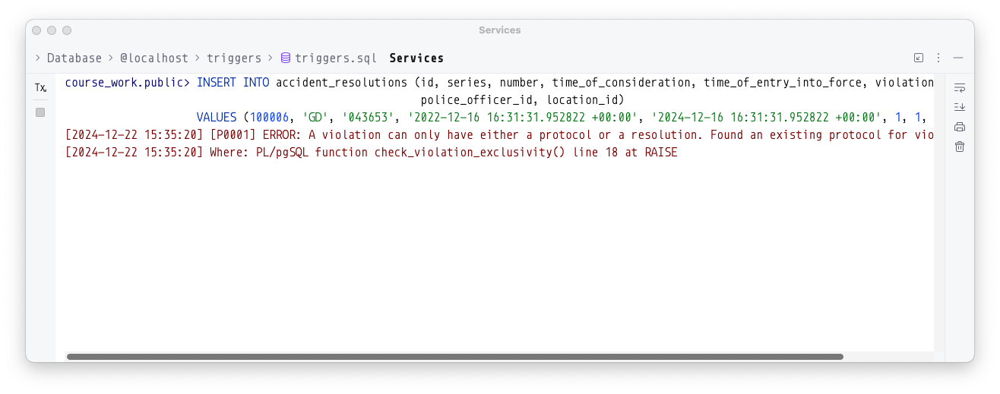 Services
Database @localhost triggers triggers.sql Services
Tx
course_work.public> INSERT INTO accident_resolutions (id, series, number, time_of_consideration, time_of_entry_into_force, violation
police_officer_id, location_id)
VALUES (100006, 'GD', '043653', '2022-12-16 16:31:31.952822 +00:00', '2024-12-16 16:31:31.952822 +00:00', 1, 1,
[2024-12-22 15:35:20] [P0001] ERROR: A violation can only have either a protocol or a resolution. Found an existing protocol for vio
[2024-12-22 15:35:20] Where: PL/pgSQL function check_violation_exclusivity() line 18 at RAISE